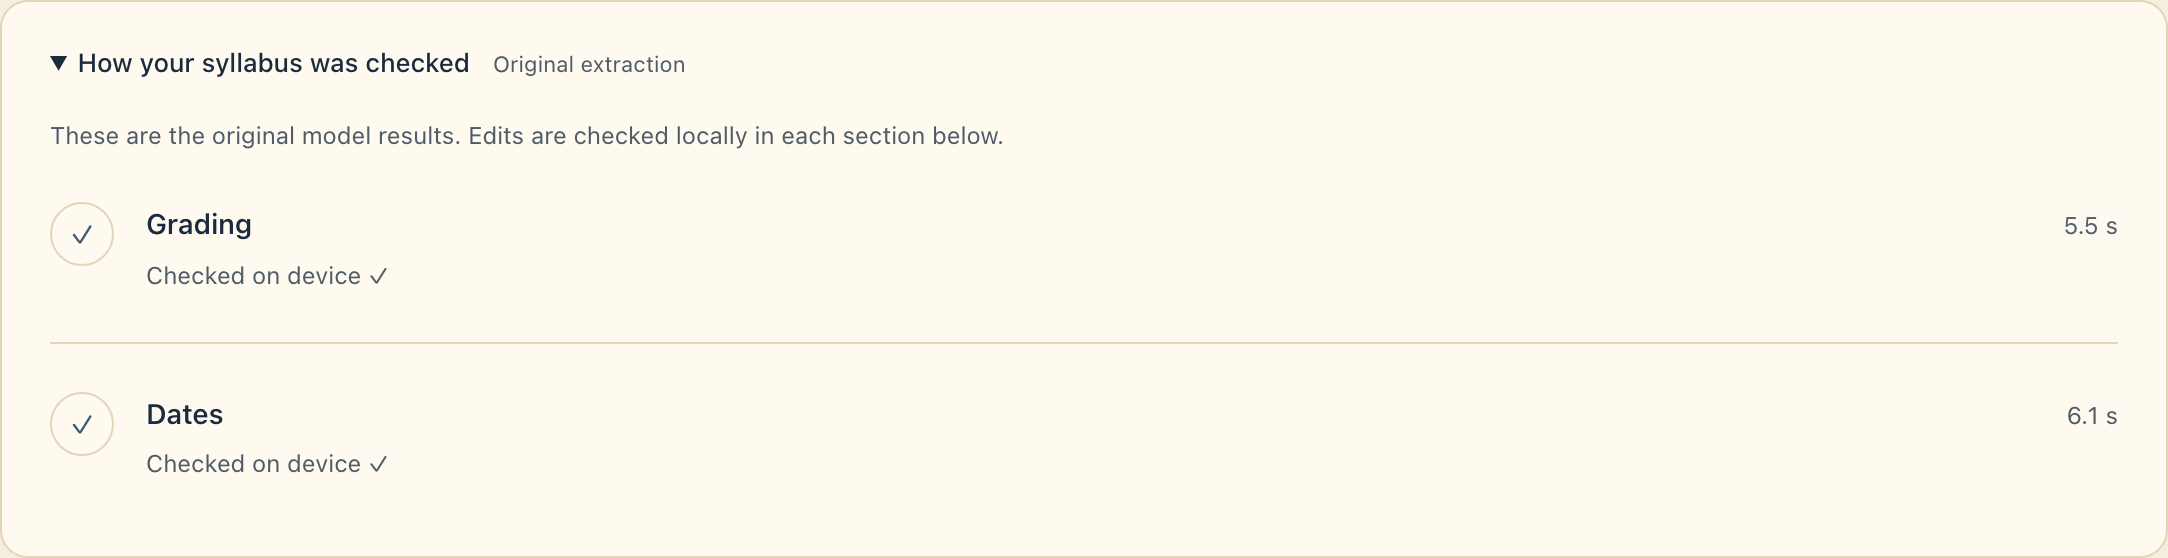 ▼ How your syllabus was checked Original extraction
These are the original model results. Edits are checked locally in each section below.
✓ Grading 5.5 s
Checked on device ✓
✓ Dates 6.1 s
Checked on device ✓